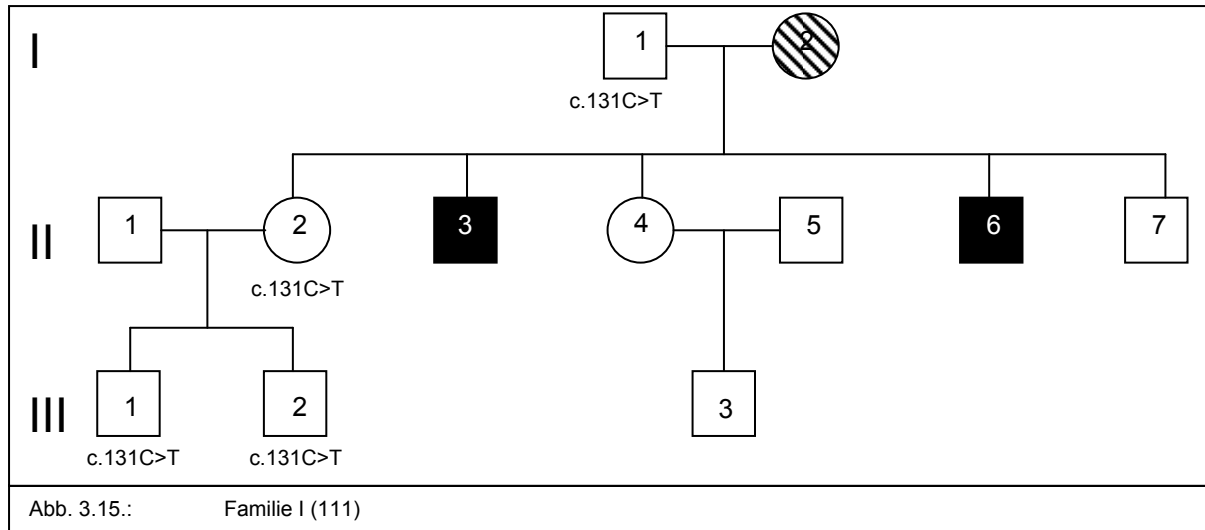 I
1 2
c.131C>T
II
1 2 3 4 5 6 7
c.131C>T
III
1 2 3
c.131C>T c.131C>T
Abb. 3.15.: Familie I (111)